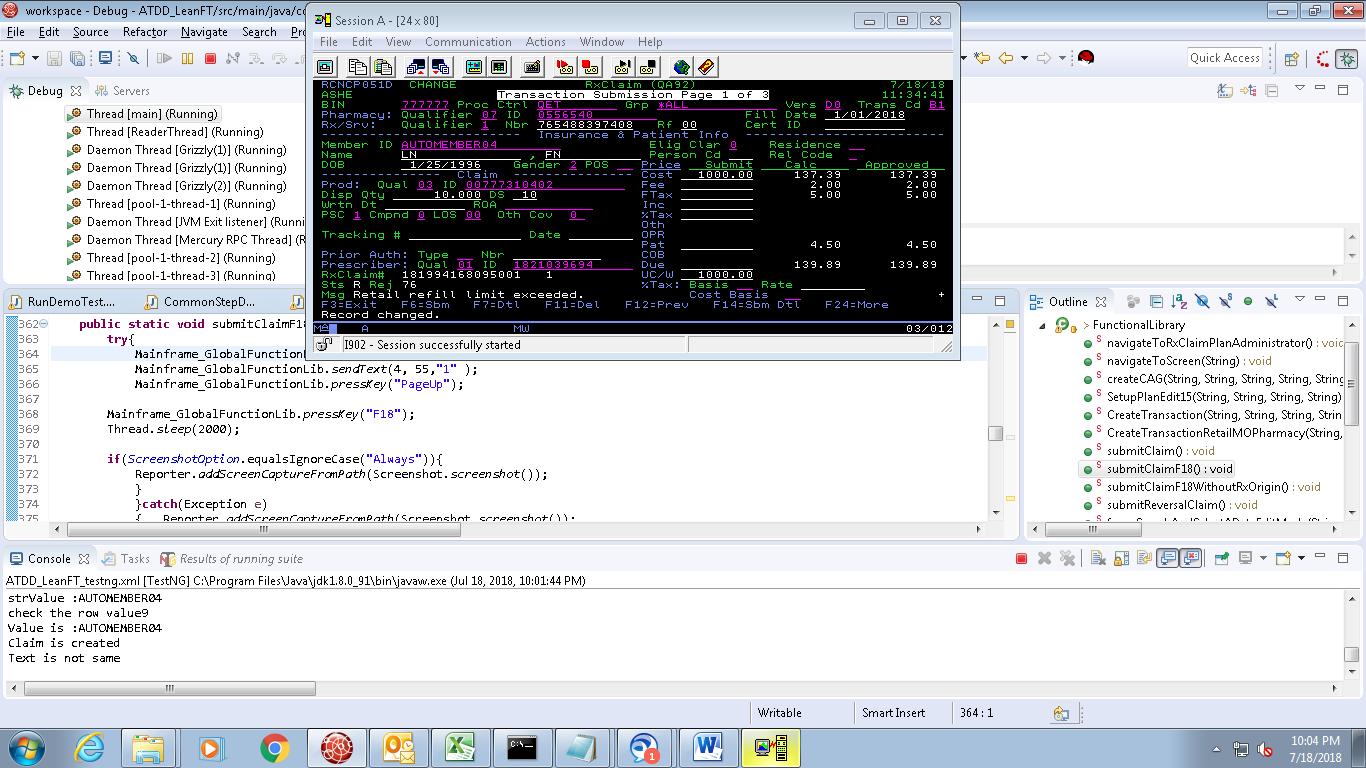 workspace - Debug - ATDD_LeanFT/src/main/java/co
File Edit Source Refactor Navigate Search Pr
Quick Access
Debug
Servers
Thread [main] (Running)
Thread [ReaderThread] (Running)
Daemon Thread [Grizzly(1)] (Running)
Daemon Thread [Grizzly(1)] (Running)
Daemon Thread [Grizzly(2)] (Running)
Thread [pool-1-thread-1] (Running)
Daemon Thread [JVM Exit listener] (Runni
Daemon Thread [Mercury RPC Thread] (R
Thread [pool-1-thread-2] (Running)
Thread [pool-1-thread-3] (Running)
Session A - [24 x 80]
File Edit View Communication Actions Window Help
RCNCP051D CHANGE RxClaim (QA92) 7/18/18
ASHE Transaction Submission Page 1 of 3 11:34:41
BIN 777777 Proc Ctrl QET Grp *ALL Vers D0 Trans Cd B1
Pharmacy: Qualifier 07 ID 0556540 Fill Date 1/01/2018
Rx/Srv: Qualifier 1 Nbr 765488397408 Rf 00 Cert ID
Insurance & Patient Info
Member ID AUTOMEMBER04 Elig Clar 0 Residence
Name LN , FN Person Cd Rel Code
DOB 1/25/1996 Gender 2 POS Price Submit Calc Approved
Claim Cost 1000.00 137.39 137.39
Prod: Qual 03 ID 00777310402 Fee 2.00 2.00
Disp Qty 10.000 DS 10 FTax 5.00 5.00
Wrtn Dt ROA Inc
PSC 1 Cmpnd 0 LOS 00 Oth Cov 0 %Tax
Oth
Tracking # Date OPR
Pat 4.50 4.50
Prior Auth: Type Nbr COB
Prescriber: Qual 01 ID 1821039694 Due 139.89 139.89
RxClaim# 181994168095001 1 UC/W 1000.00
Sts R Rej 76 %Tax: Basis Rate
Msg Retail refill limit exceeded. Cost Basis +
F3=Exit F6=Sbm F7=Dtl F11=Del F12=Prev F14=Sbm Dtl F24=More
Record changed.
MA A MW 03/012
I902 - Session successfully started
RunDemoTest...
CommonStepD...
362 public static void submitClaimF18
363 try{
364 Mainframe_GlobalFunctionL
365 Mainframe_GlobalFunctionLib.sendText(4, 55,"1" );
366 Mainframe_GlobalFunctionLib.pressKey("PageUp");
367
368 Mainframe_GlobalFunctionLib.pressKey("F18");
369 Thread.sleep(2000);
370
371 if(ScreenshotOption.equalsIgnoreCase("Always")){
372 Reporter.addScreenCaptureFromPath(Screenshot.screenshot());
373 }
374 }catch(Exception e)
375 { Reporter.addScreenCaptureFromPath(Screenshot.screenshot());
Outline
FunctionalLibrary
navigateToRxClaimPlanAdministrator() : voic
navigateToScreen(String) : void
createCAG(String, String, String, String, String
SetupPlanEdit15(String, String, String, String)
CreateTransaction(String, String, String, Strin
CreateTransactionRetailMOPharmacy(String,
submitClaim() : void
submitClaimF18() : void
submitClaimF18WithoutRxOrigin() : void
submitReversalClaim() : void
Console
Tasks
Results of running suite
ATDD_LeanFT_testng.xml [TestNG] C:\Program Files\Java\jdk1.8.0_91\bin\javaw.exe (Jul 18, 2018, 10:01:44 PM)
strValue :AUTOMEMBER04
check the row value9
Value is :AUTOMEMBER04
Claim is created
Text is not same
Writable
Smart Insert
364 : 1
10:04 PM
7/18/2018